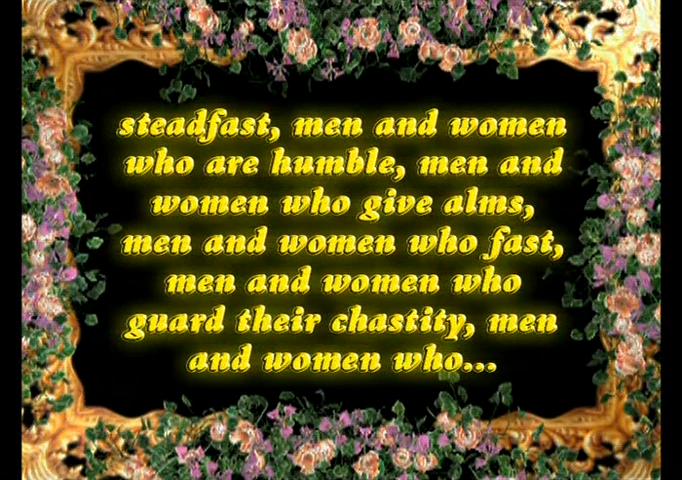 steadfast, men and women
who are humble, men and
women who give alms,
men and women who fast,
men and women who
guard their chastity, men
and women who...